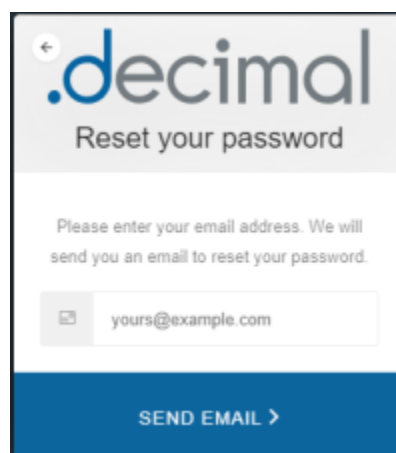 .decimal
Reset your password
Please enter your email address. We will
send you an email to reset your password.
yours@example.com
SEND EMAIL >